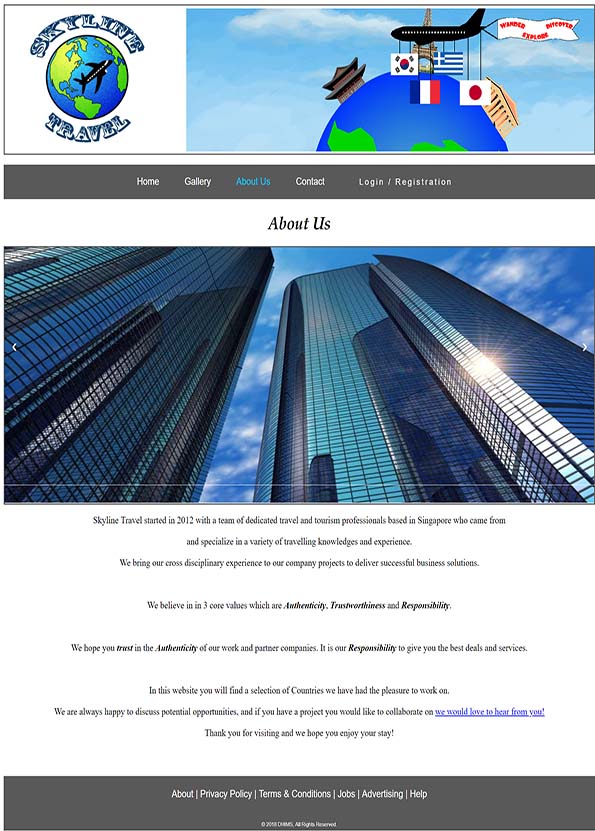 SKYLINE
TRAVEL
WANDER
EXPLORE
DISCOVER!
Home Gallery About Us Contact Login / Registration
About Us
Skyline Travel started in 2012 with a team of dedicated travel and tourism professionals based in Singapore who came from
and specialize in a variety of travelling knowledges and experience.
We bring our cross disciplinary experience to our company projects to deliver successful business solutions.
We believe in in 3 core values which are Authenticity, Trustworthiness and Responsibility.
We hope you trust in the Authenticity of our work and partner companies. It is our Responsibility to give you the best deals and services.
In this website you will find a selection of Countries we have had the pleasure to work on.
We are always happy to discuss potential opportunities, and if you have a project you would like to collaborate on we would love to hear from you!
Thank you for visiting and we hope you enjoy your stay!
About | Privacy Policy | Terms & Conditions | Jobs | Advertising | Help
© 2018 DHIMS, All Rights Reserved.